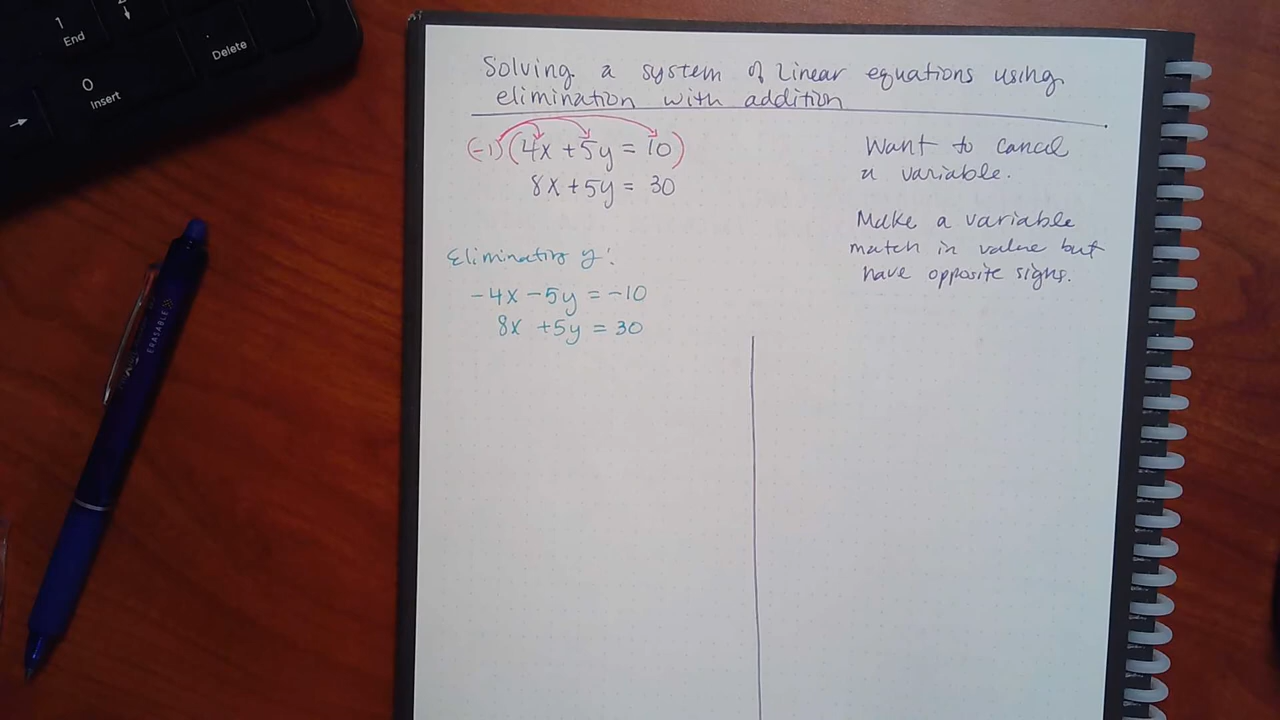 1
End
↓
Delete
0
Insert
→
ERASABLE
Solving a system of Linear equations using
elimination with addition
(-1)(4x + 5y = 10)
8x + 5y = 30
Want to cancel
a variable.
Make a variable
match in value but
have opposite signs.
Eliminating y:
-4x - 5y = -10
8x + 5y = 30